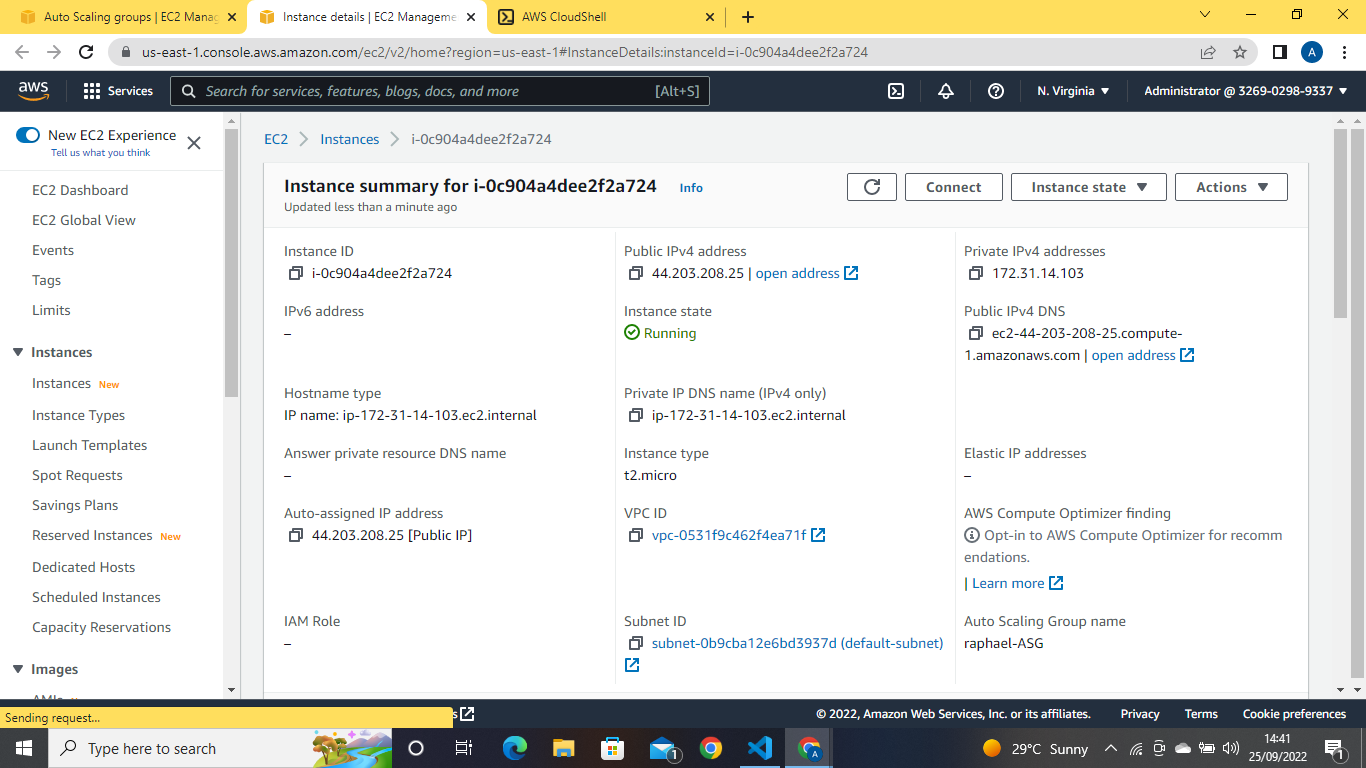 Auto Scaling groups | EC2 Manag
Instance details | EC2 Manageme
AWS CloudShell
us-east-1.console.aws.amazon.com/ec2/v2/home?region=us-east-1#InstanceDetails:instanceId=i-0c904a4dee2f2a724
A
aws
Services
Search for services, features, blogs, docs, and more
[Alt+S]
N. Virginia
Administrator @ 3269-0298-9337
New EC2 Experience
Tell us what you think
EC2 Dashboard
EC2 Global View
Events
Tags
Limits
Instances
Instances New
Instance Types
Launch Templates
Spot Requests
Savings Plans
Reserved Instances New
Dedicated Hosts
Scheduled Instances
Capacity Reservations
Images
EC2
Instances
i-0c904a4dee2f2a724
Instance summary for i-0c904a4dee2f2a724 Info
Updated less than a minute ago
Connect
Instance state
Actions
Instance ID
i-0c904a4dee2f2a724
Public IPv4 address
44.203.208.25 | open address
Private IPv4 addresses
172.31.14.103
IPv6 address
–
Instance state
Running
Public IPv4 DNS
ec2-44-203-208-25.compute-
1.amazonaws.com | open address
Hostname type
IP name: ip-172-31-14-103.ec2.internal
Private IP DNS name (IPv4 only)
ip-172-31-14-103.ec2.internal
Answer private resource DNS name
–
Instance type
t2.micro
Elastic IP addresses
–
Auto-assigned IP address
44.203.208.25 [Public IP]
VPC ID
vpc-0531f9c462f4ea71f
AWS Compute Optimizer finding
Opt-in to AWS Compute Optimizer for recomm
endations.
| Learn more
IAM Role
–
Subnet ID
subnet-0b9cba12e6bd3937d (default-subnet)
Auto Scaling Group name
raphael-ASG
Sending request...
s
© 2022, Amazon Web Services, Inc. or its affiliates.
Privacy
Terms
Cookie preferences
Type here to search
1
A
29°C Sunny
14:41
25/09/2022
1